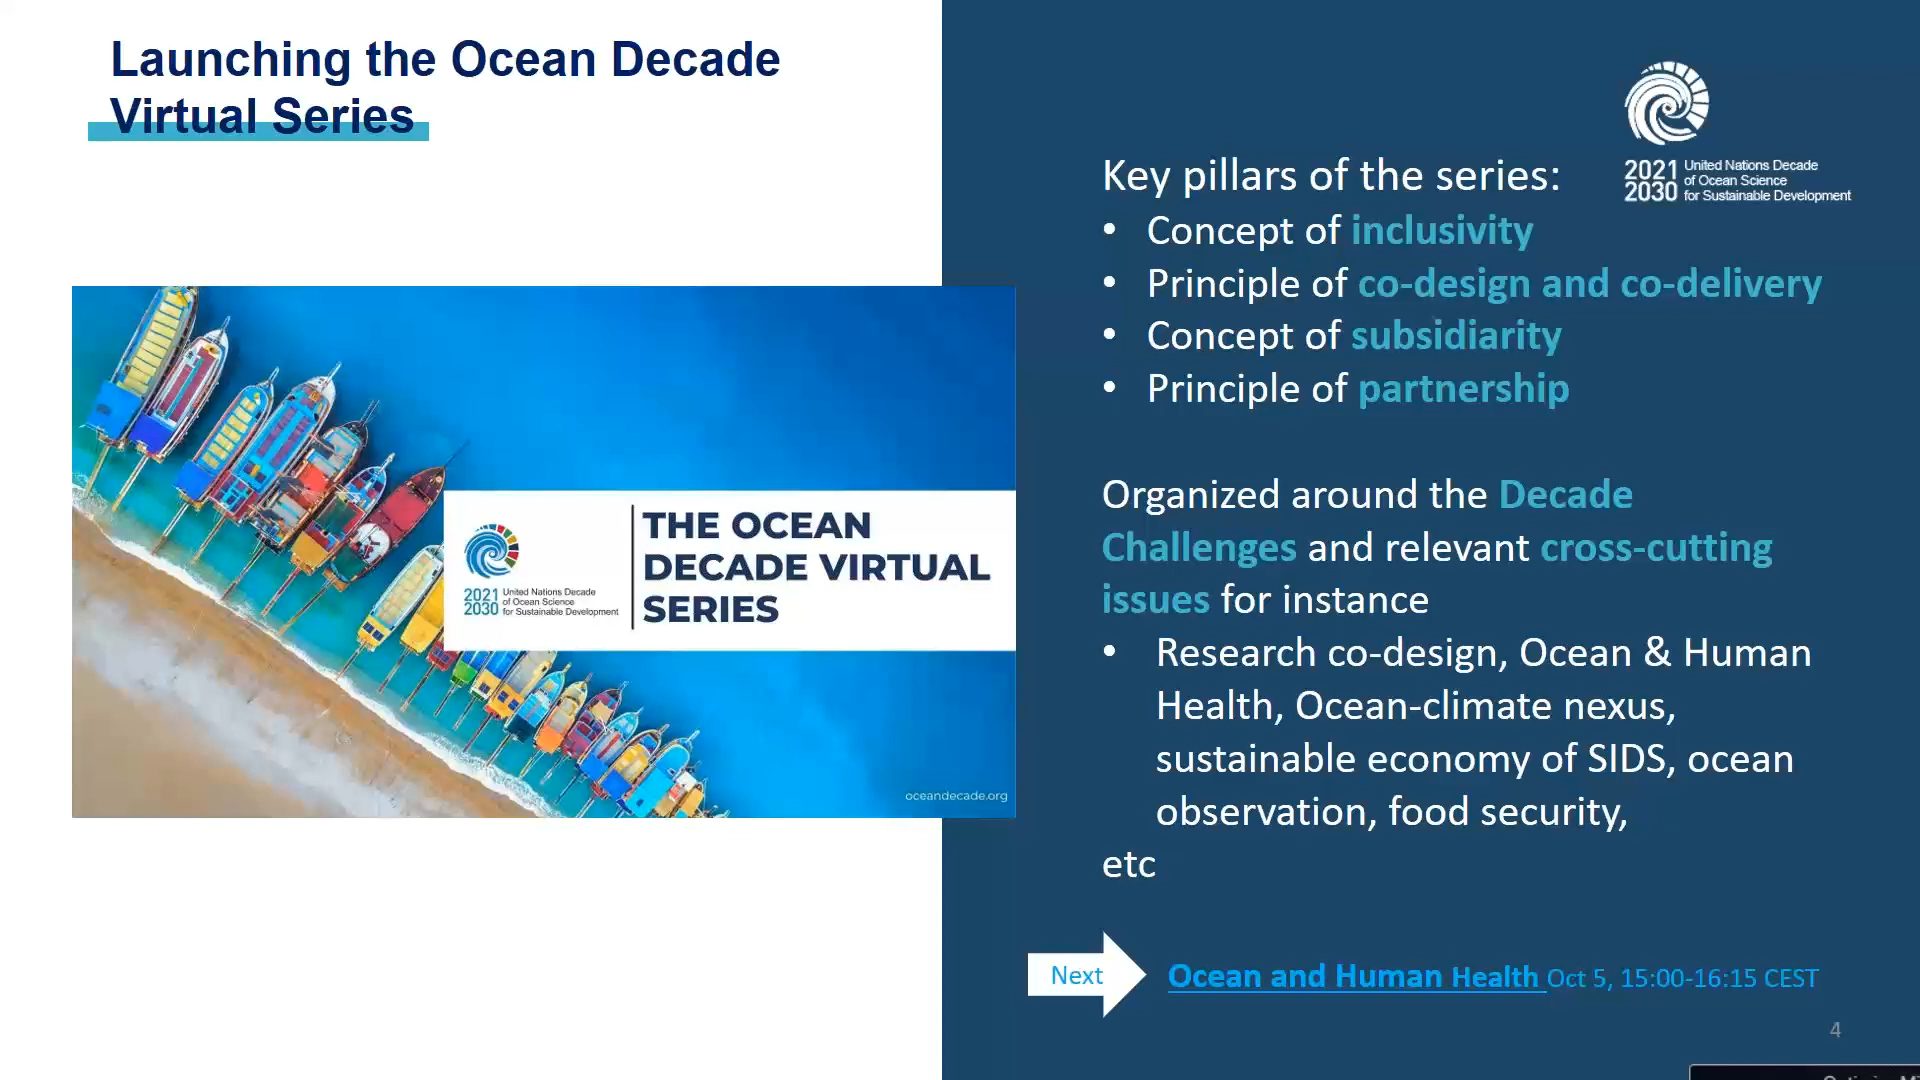 Launching the Ocean Decade
Virtual Series
2021
2030
United Nations Decade
of Ocean Science
for Sustainable Development
Key pillars of the series:
• Concept of inclusivity
• Principle of co-design and co-delivery
• Concept of subsidiarity
• Principle of partnership
Organized around the Decade
Challenges and relevant cross-cutting
issues for instance
• Research co-design, Ocean & Human
Health, Ocean-climate nexus,
sustainable economy of SIDS, ocean
observation, food security,
etc
2021
2030
United Nations Decade
of Ocean Science
for Sustainable Development
THE OCEAN
DECADE VIRTUAL
SERIES
oceandecade.org
Next
Ocean and Human Health Oct 5, 15:00-16:15 CEST
4